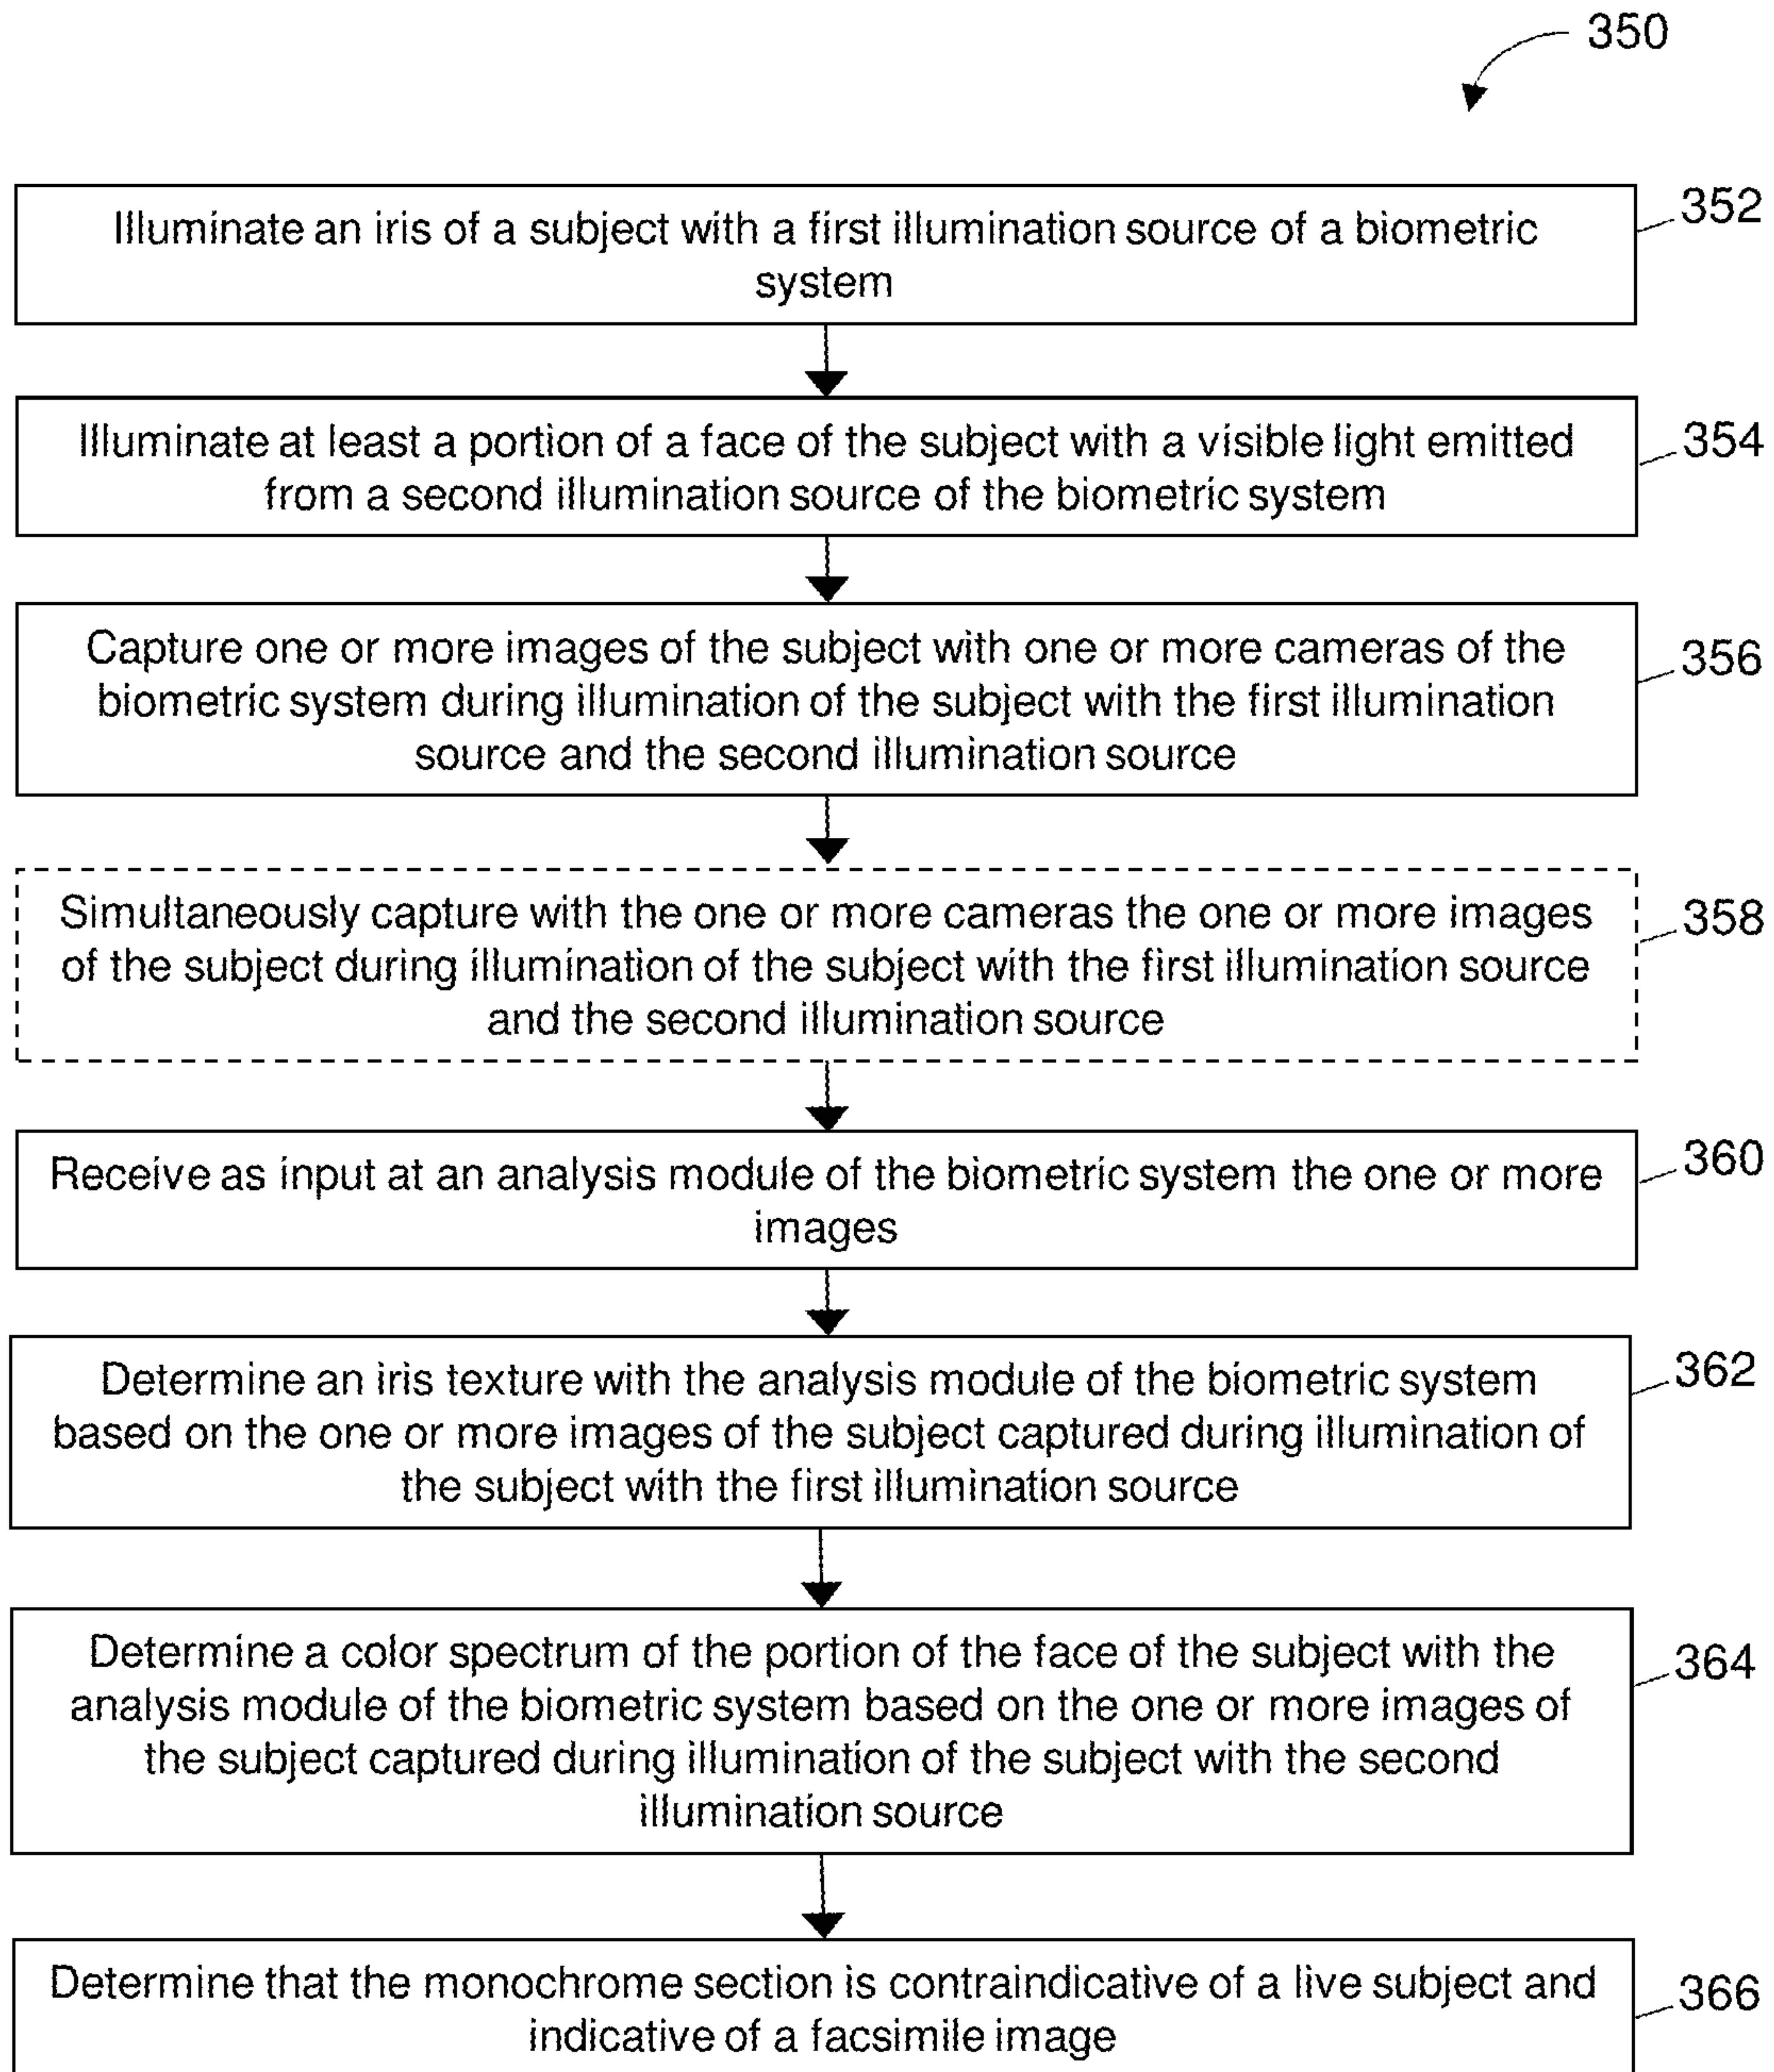 350
Illuminate an iris of a subject with a first illumination source of a biometric
system
352
Illuminate at least a portion of a face of the subject with a visible light emitted
from a second illumination source of the biometric system
354
Capture one or more images of the subject with one or more cameras of the
biometric system during illumination of the subject with the first illumination
source and the second illumination source
356
Simultaneously capture with the one or more cameras the one or more images
of the subject during illumination of the subject with the first illumination source
and the second illumination source
358
Receive as input at an analysis module of the biometric system the one or more
images
360
Determine an iris texture with the analysis module of the biometric system
based on the one or more images of the subject captured during illumination of
the subject with the first illumination source
362
Determine a color spectrum of the portion of the face of the subject with the
analysis module of the biometric system based on the one or more images of
the subject captured during illumination of the subject with the second
illumination source
364
Determine that the monochrome section is contraindicative of a live subject and
indicative of a facsimile image
366